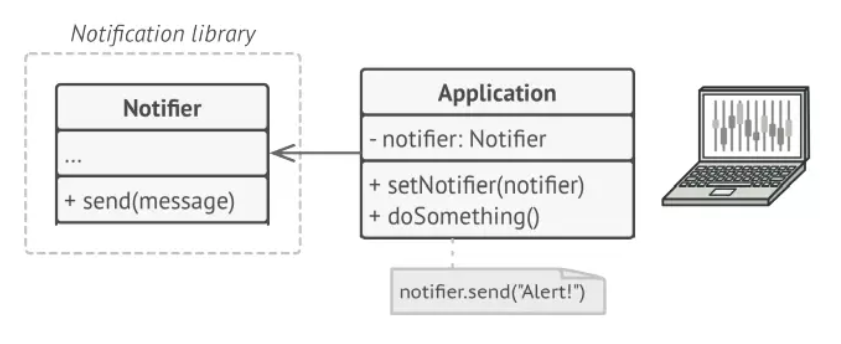 Notification library
Notifier
...
+ send(message)
Application
- notifier: Notifier
+ setNotifier(notifier)
+ doSomething()
notifier.send("Alert!")